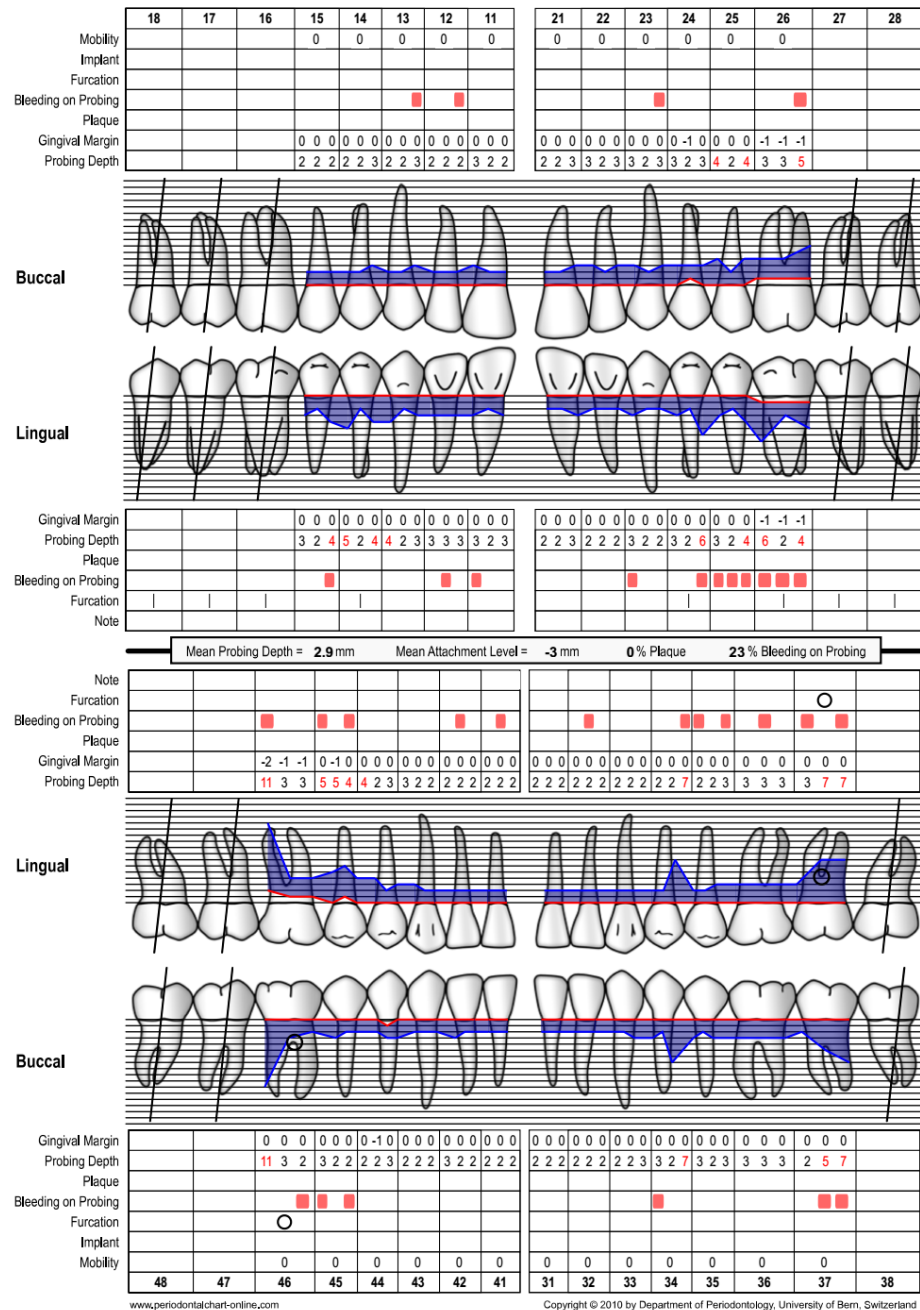 18 17 16 15 14 13 12 11 21 22 23 24 25 26 27 28
Mobility 0 0 0 0 0 0 0 0 0 0 0
Implant
Furcation
Bleeding on Probing
Plaque
Gingival Margin 0 0 0 0 0 0 0 0 0 0 0 0 0 0 0 0 0 0 0 0 0 0 0 0 0 -1 0 0 0 0 -1 -1 -1
Probing Depth 2 2 2 2 2 3 2 2 3 2 2 2 3 2 2 2 2 3 3 2 3 3 2 3 3 2 3 4 2 4 3 3 5
Buccal
Lingual
Gingival Margin 0 0 0 0 0 0 0 0 0 0 0 0 0 0 0 0 0 0 0 0 0 0 0 0 0 0 0 0 0 0 -1 -1 -1
Probing Depth 3 2 4 5 2 4 4 2 3 3 3 3 3 2 3 2 2 3 2 2 2 3 2 2 3 2 6 3 2 4 6 2 4
Plaque
Bleeding on Probing
Furcation | | | | | | | |
Note
Mean Probing Depth = 2.9 mm Mean Attachment Level = -3 mm 0 % Plaque 23 % Bleeding on Probing
Note
Furcation
Bleeding on Probing
Plaque
Gingival Margin -2 -1 -1 0 -1 0 0 0 0 0 0 0 0 0 0 0 0 0 0 0 0 0 0 0 0 0 0 0 0 0 0 0 0 0 0 0 0 0 0
Probing Depth 11 3 3 5 5 4 4 2 3 3 2 2 2 2 2 2 2 2 2 2 2 2 2 2 2 2 2 2 2 7 2 2 3 3 3 3 3 7 7
Lingual
Buccal
Gingival Margin 0 0 0 0 0 0 0 -1 0 0 0 0 0 0 0 0 0 0 0 0 0 0 0 0 0 0 0 0 0 0 0 0 0 0 0 0 0 0 0
Probing Depth 11 3 2 3 2 2 2 2 3 2 2 2 3 2 2 2 2 2 2 2 2 2 2 2 2 2 3 3 2 7 3 2 3 3 3 3 2 5 7
Plaque
Bleeding on Probing
Furcation
Implant
Mobility 0 0 0 0 0 0 0 0 0 0 0 0 0
48 47 46 45 44 43 42 41 31 32 33 34 35 36 37 38
www.periodontalchart-online.com Copyright © 2010 by Department of Periodontology, University of Bern, Switzerland